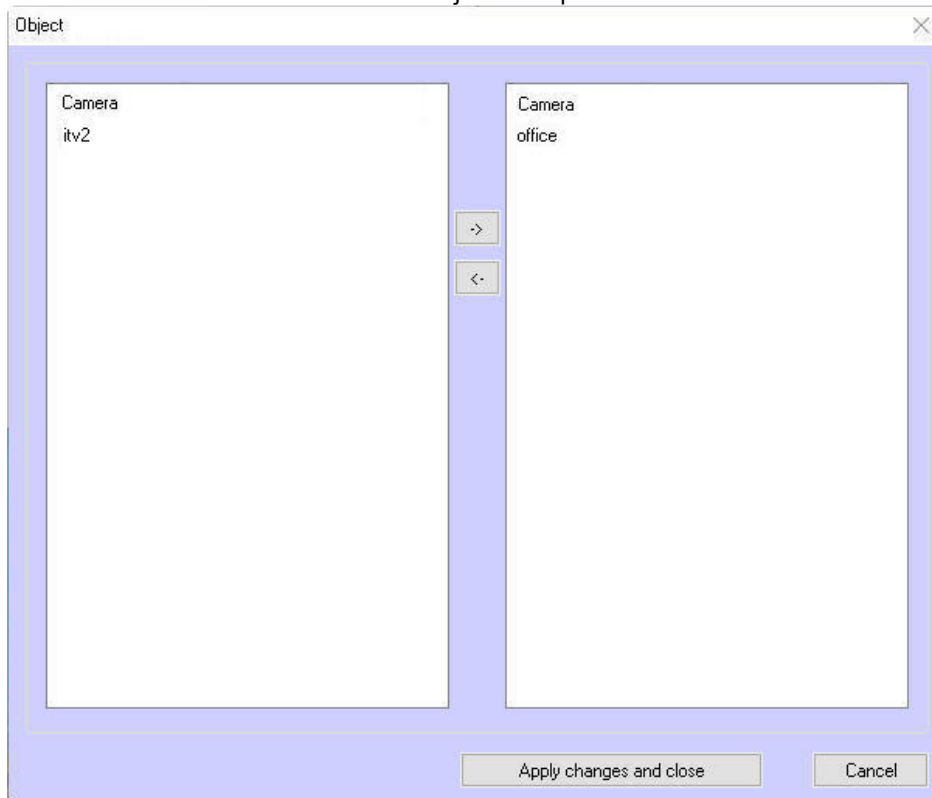 Object
Camera
itv2
Camera
office
->
<-
Apply changes and close
Cancel